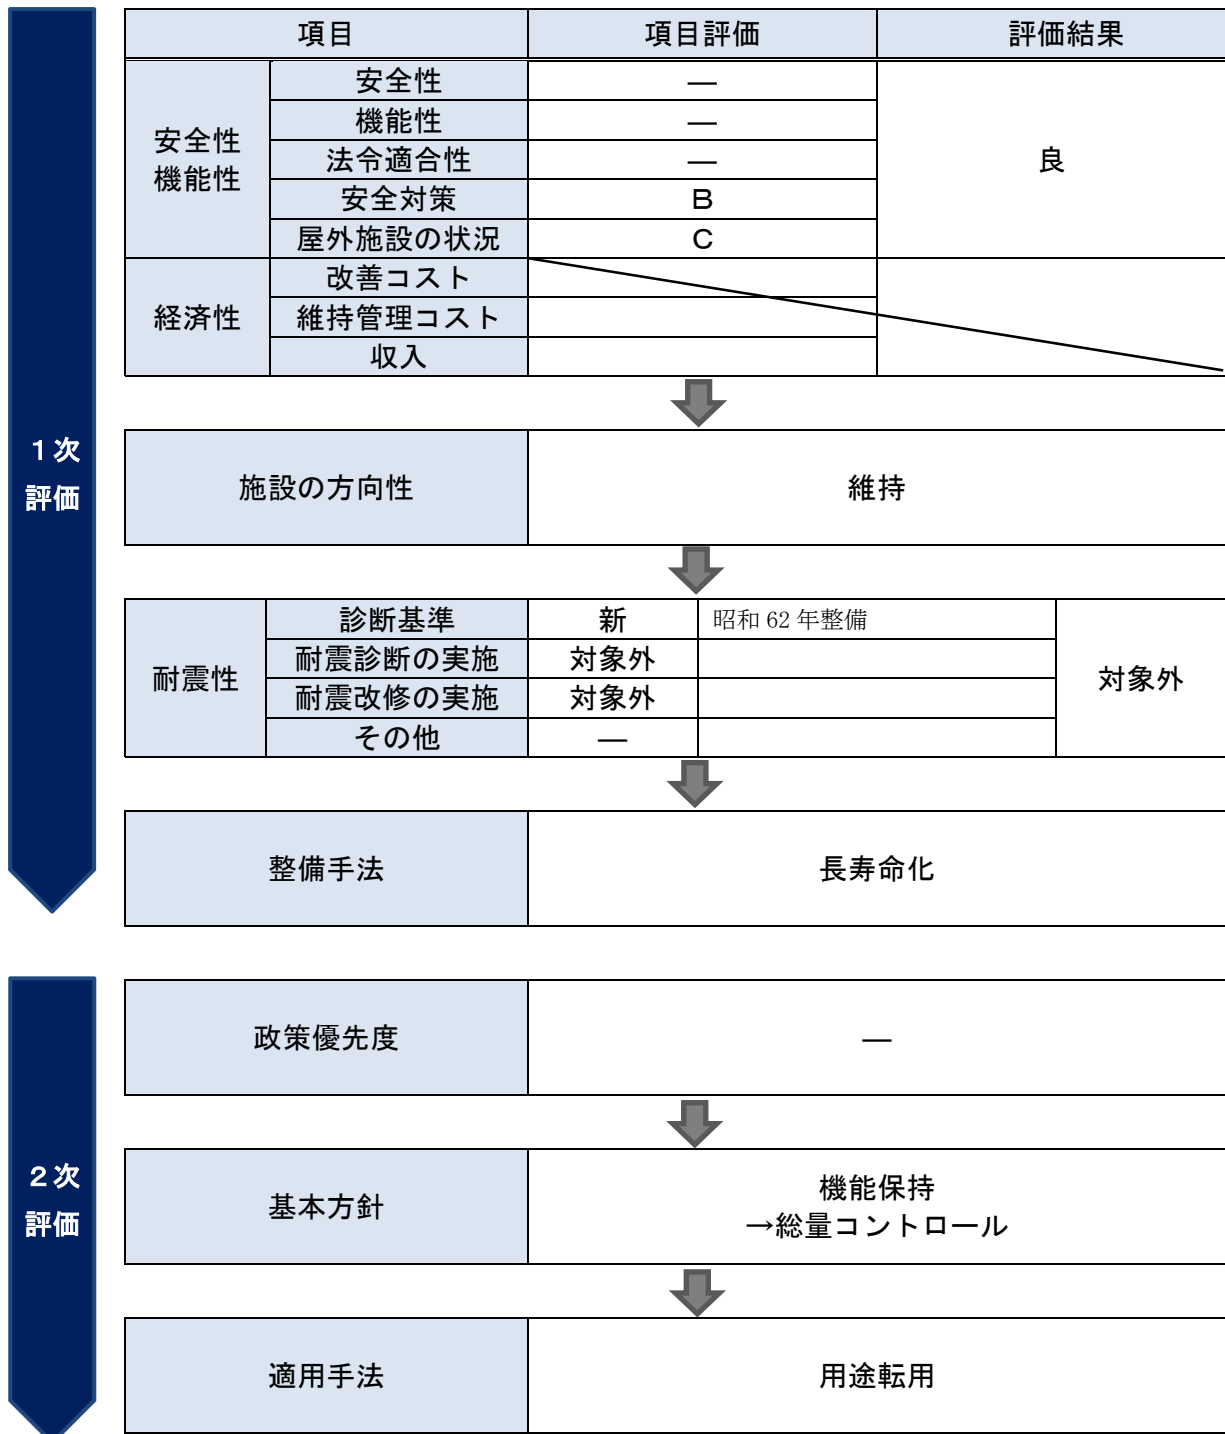 項目 項目評価 評価結果
安全性
機能性
安全性 ―
機能性 ―
法令適合性 ―
安全対策 B
屋外施設の状況 C
良
経済性
改善コスト
維持管理コスト
収入
1次
評価
施設の方向性 維持
耐震性
診断基準 新 昭和 62 年整備
耐震診断の実施 対象外
耐震改修の実施 対象外
その他 ―
対象外
整備手法 長寿命化
2次
評価
政策優先度 ―
基本方針
機能保持
→総量コントロール
適用手法 用途転用